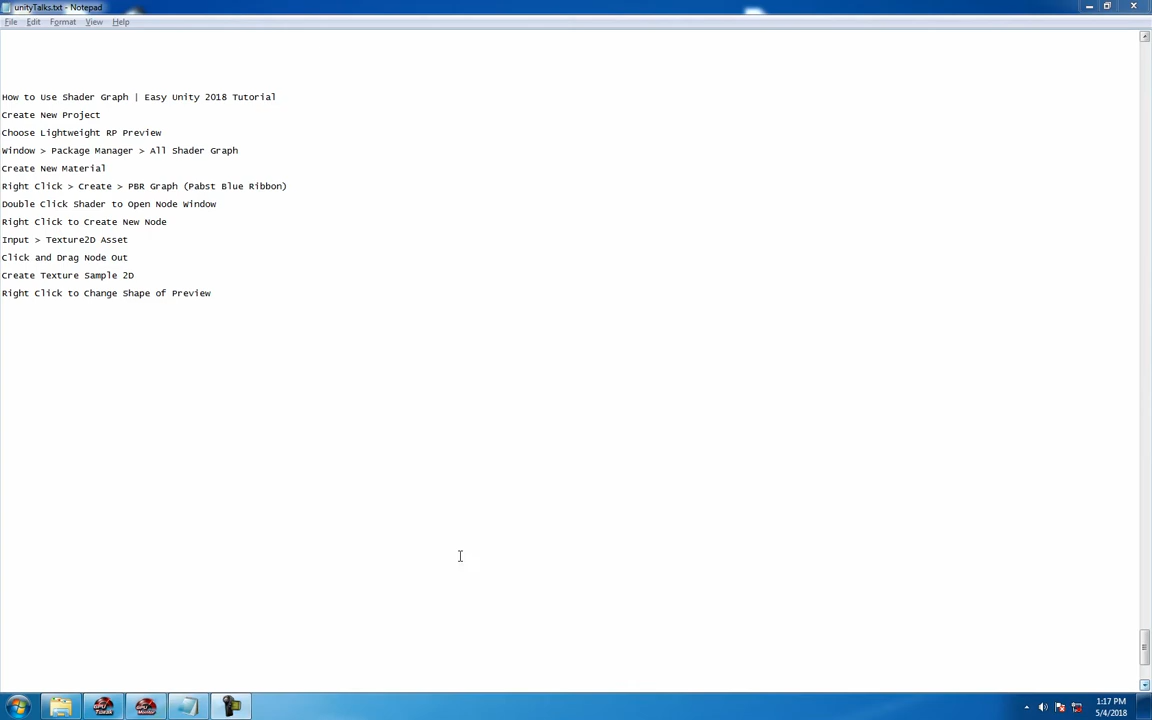 unityTalks.txt - Notepad
File Edit Format View Help
How to Use Shader Graph | Easy Unity 2018 Tutorial
Create New Project
Choose Lightweight RP Preview
Window > Package Manager > All Shader Graph
Create New Material
Right Click > Create > PBR Graph (Pabst Blue Ribbon)
Double Click Shader to Open Node Window
Right Click to Create New Node
Input > Texture2D Asset
Click and Drag Node Out
Create Texture Sample 2D
Right Click to Change Shape of Preview
GPU Tweak
GPU Monitor
1:17 PM
5/4/2018